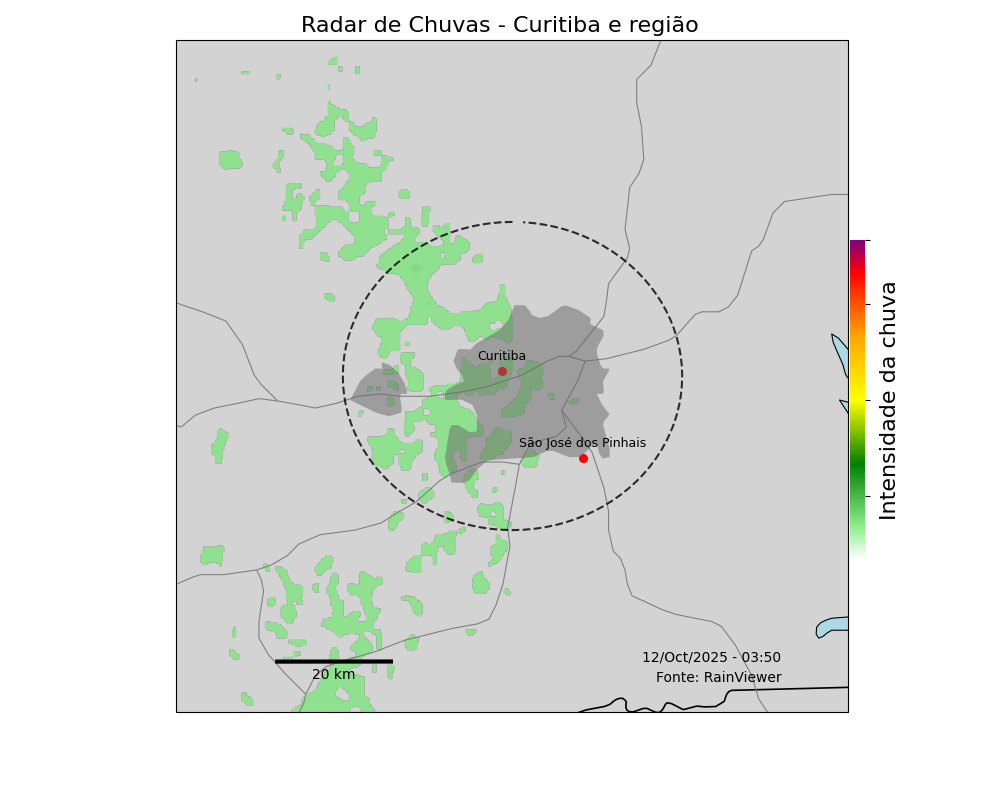 Radar de Chuvas - Curitiba e região
Curitiba
São José dos Pinhais
Intensidade da chuva
12/Oct/2025 - 03:50
Fonte: RainViewer
20 km